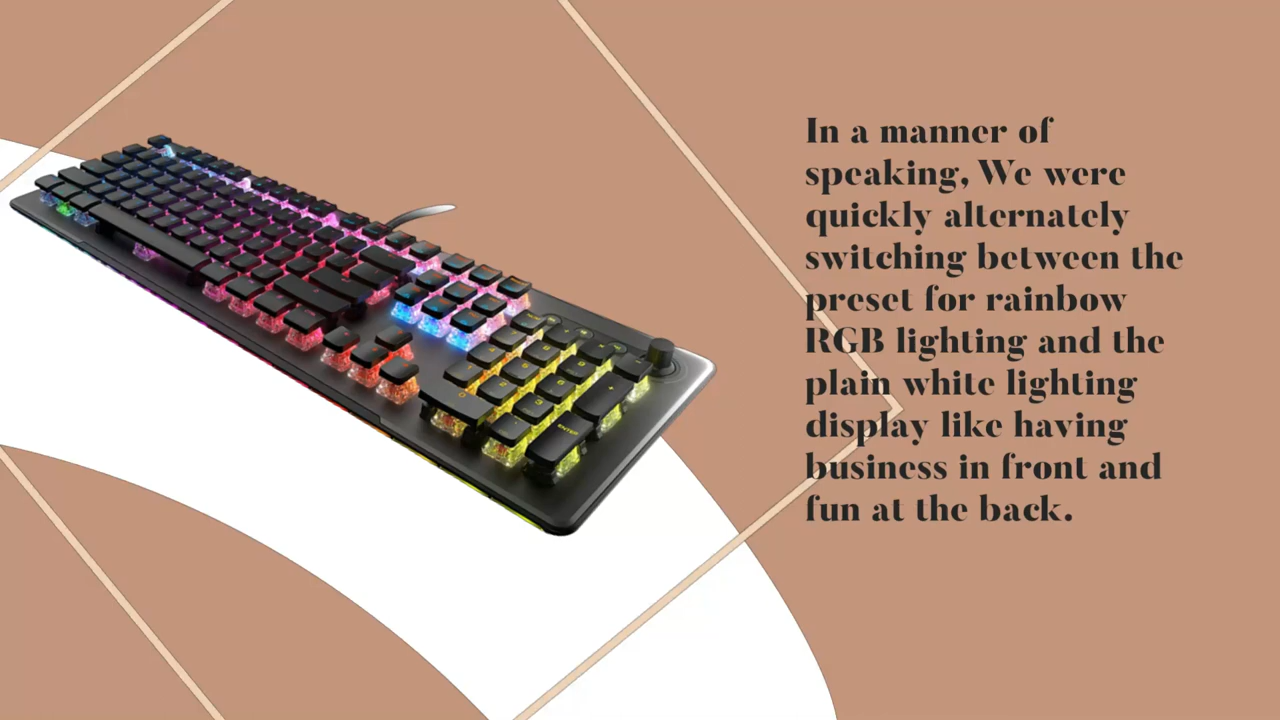 In a manner of
speaking, We were
quickly alternately
switching between the
preset for rainbow
RGB lighting and the
plain white lighting
display like having
business in front and
fun at the back.
ENTER